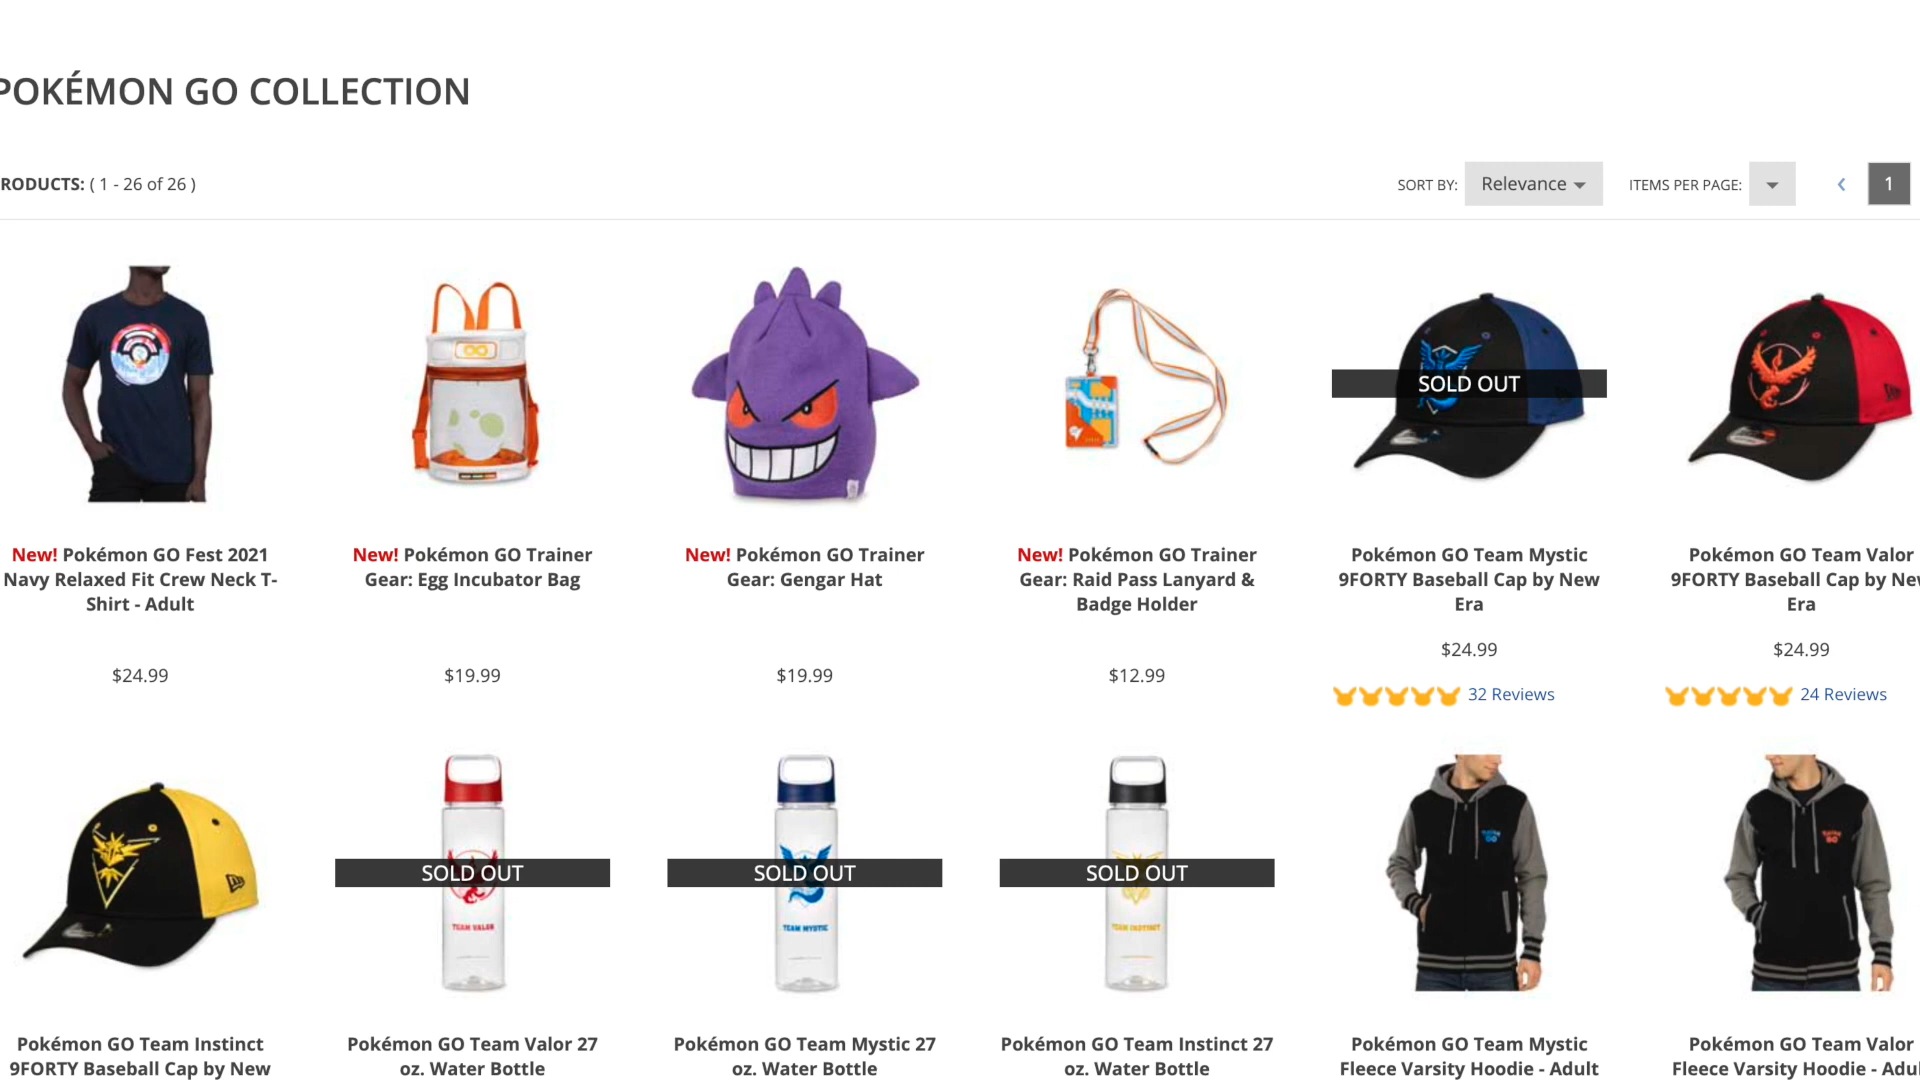 POKÉMON GO COLLECTION
RODUCTS: ( 1 - 26 of 26 )
SORT BY: Relevance
ITEMS PER PAGE:
1
SOLD OUT
New! Pokémon GO Fest 2021
Navy Relaxed Fit Crew Neck T-
Shirt - Adult
$24.99
New! Pokémon GO Trainer
Gear: Egg Incubator Bag
$19.99
New! Pokémon GO Trainer
Gear: Gengar Hat
$19.99
New! Pokémon GO Trainer
Gear: Raid Pass Lanyard &
Badge Holder
$12.99
Pokémon GO Team Mystic
9FORTY Baseball Cap by New
Era
$24.99
32 Reviews
Pokémon GO Team Valor
9FORTY Baseball Cap by Ne
Era
$24.99
24 Reviews
SOLD OUT
TEAM VALOR
SOLD OUT
TEAM MYSTIC
SOLD OUT
TEAM INSTINCT
Pokémon GO Team Instinct
9FORTY Baseball Cap by New
Pokémon GO Team Valor 27
oz. Water Bottle
Pokémon GO Team Mystic 27
oz. Water Bottle
Pokémon GO Team Instinct 27
oz. Water Bottle
Pokémon GO Team Mystic
Fleece Varsity Hoodie - Adult
Pokémon GO Team Valor
Fleece Varsity Hoodie - Adu